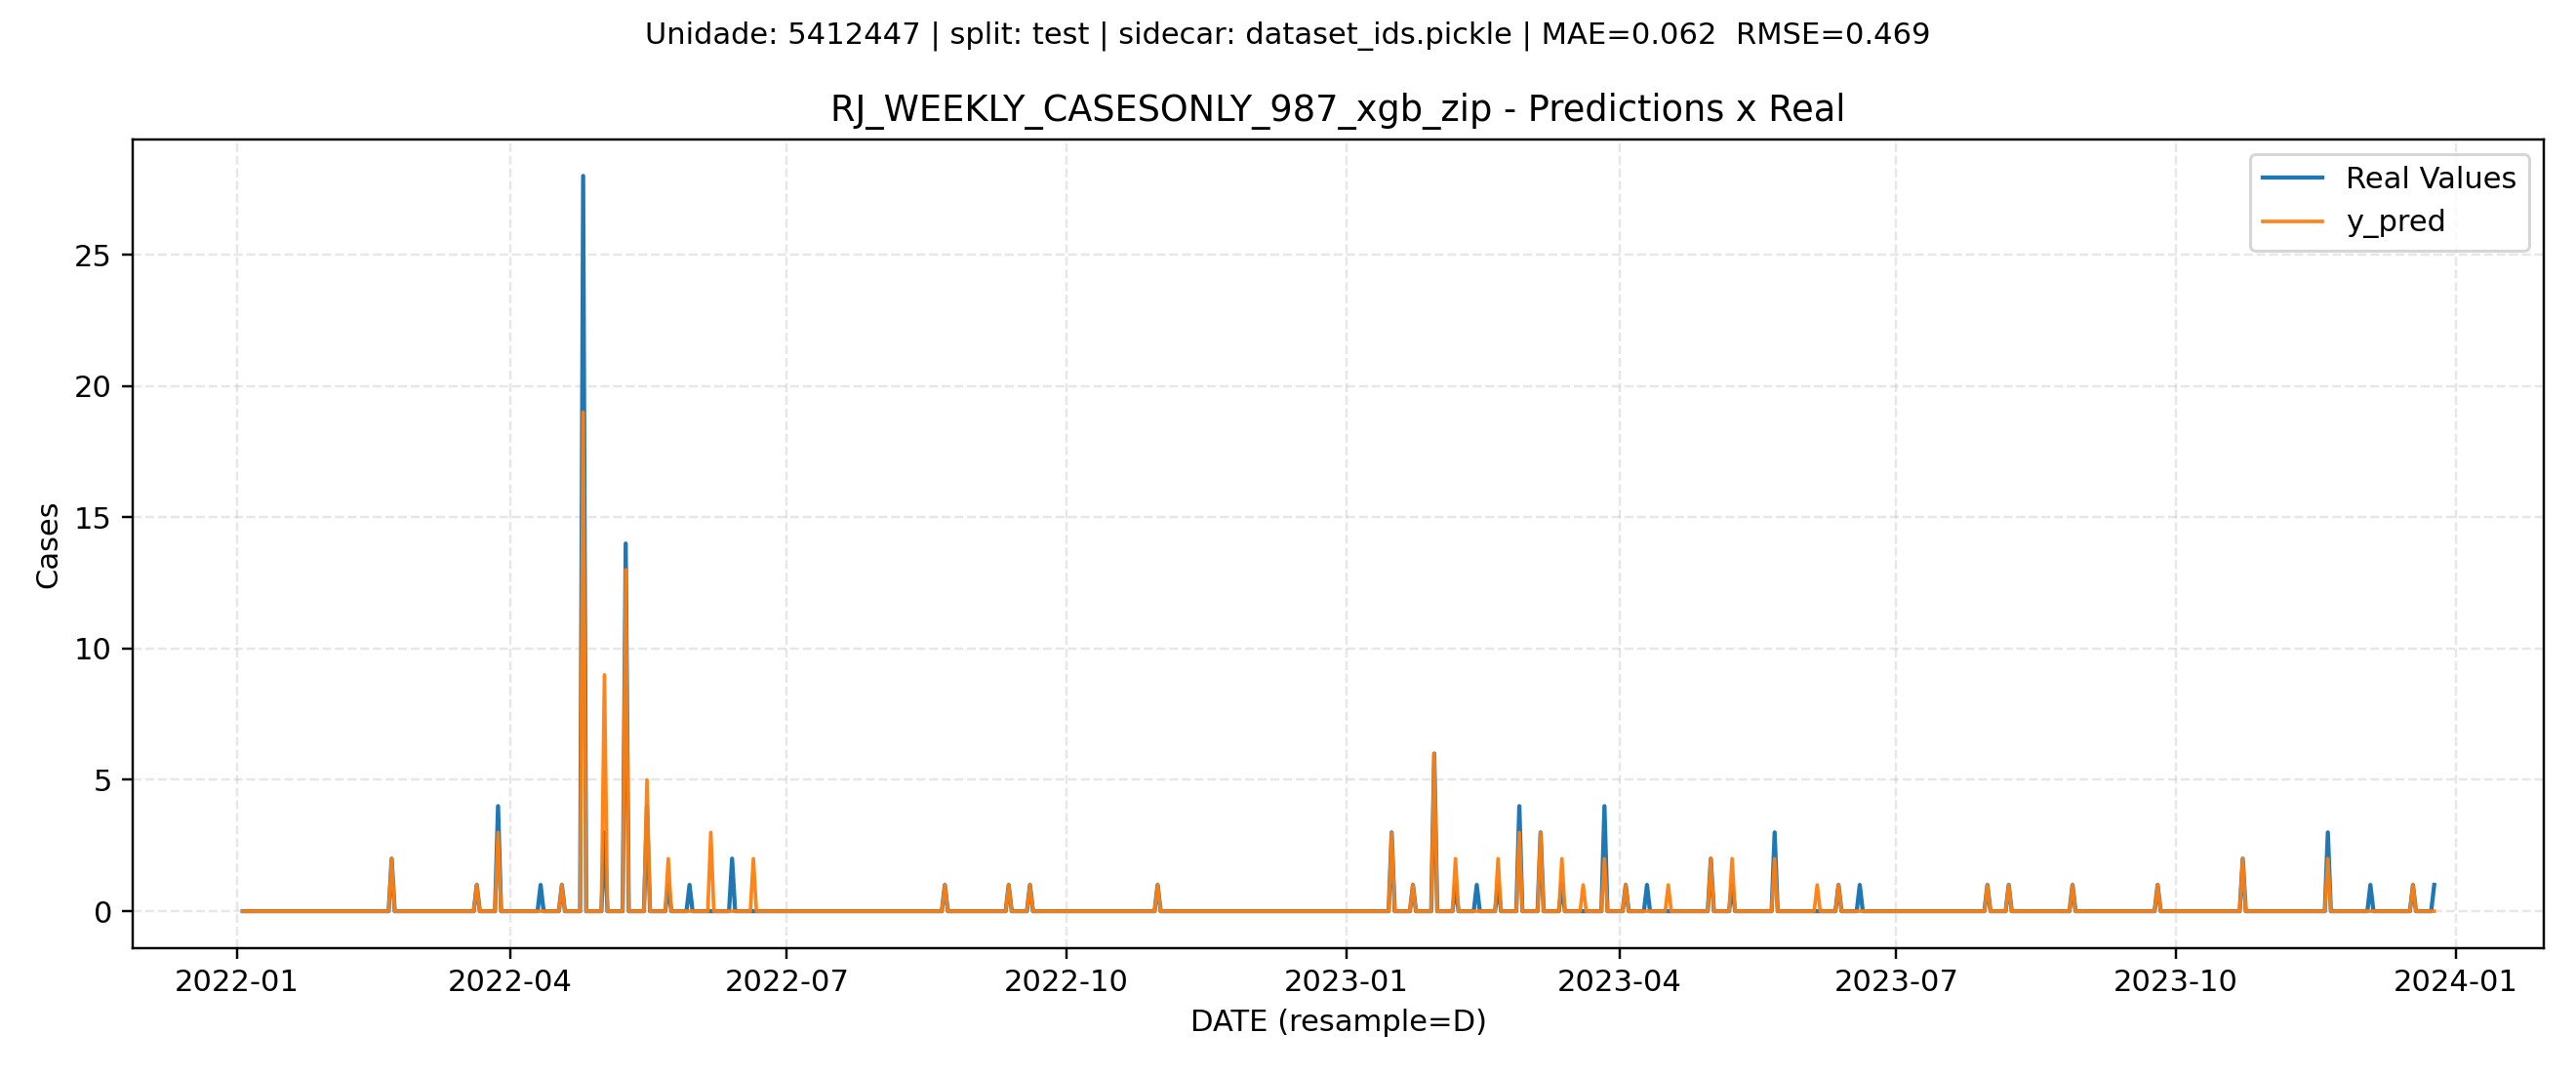 Unidade: 5412447 | split: test | sidecar: dataset_ids.pickle | MAE=0.062  RMSE=0.469
RJ_WEEKLY_CASESONLY_987_xgb_zip - Predictions x Real
Real Values
y_pred
25
20
15
10
5
0
Cases
2022-01
2022-04
2022-07
2022-10
2023-01
2023-04
2023-07
2023-10
2024-01
DATE (resample=D)